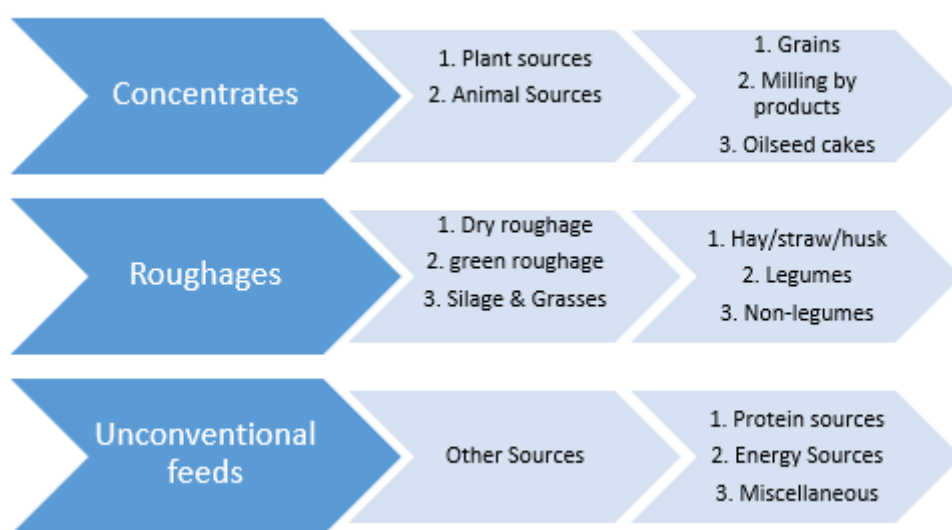 Concentrates
1. Plant sources
2. Animal Sources
1. Grains
2. Milling by
products
3. Oilseed cakes
Roughages
1. Dry roughage
2. green roughage
3. Silage & Grasses
1. Hay/straw/husk
2. Legumes
3. Non-legumes
Unconventional
feeds
Other Sources
1. Protein sources
2. Energy Sources
3. Miscellaneous